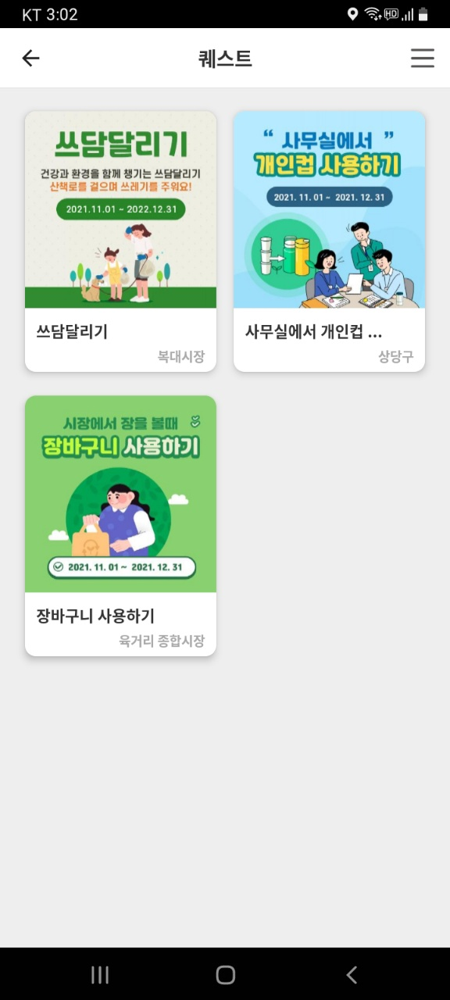 KT 3:02
HD
퀘스트
쓰담달리기
건강과 환경을 함께 챙기는 쓰담달리기
산책로를 걸으며 쓰레기를 주워요!
2021.11.01 ~ 2022.12.31
쓰담달리기
복대시장
“ 사무실에서 ”
개인컵 사용하기
2021. 11. 01 ~ 2021. 12. 31
사무실에서 개인컵 ...
상당구
시장에서 장을 볼때
장바구니 사용하기
2021. 11. 01 ~ 2021. 12. 31
장바구니 사용하기
육거리 종합시장